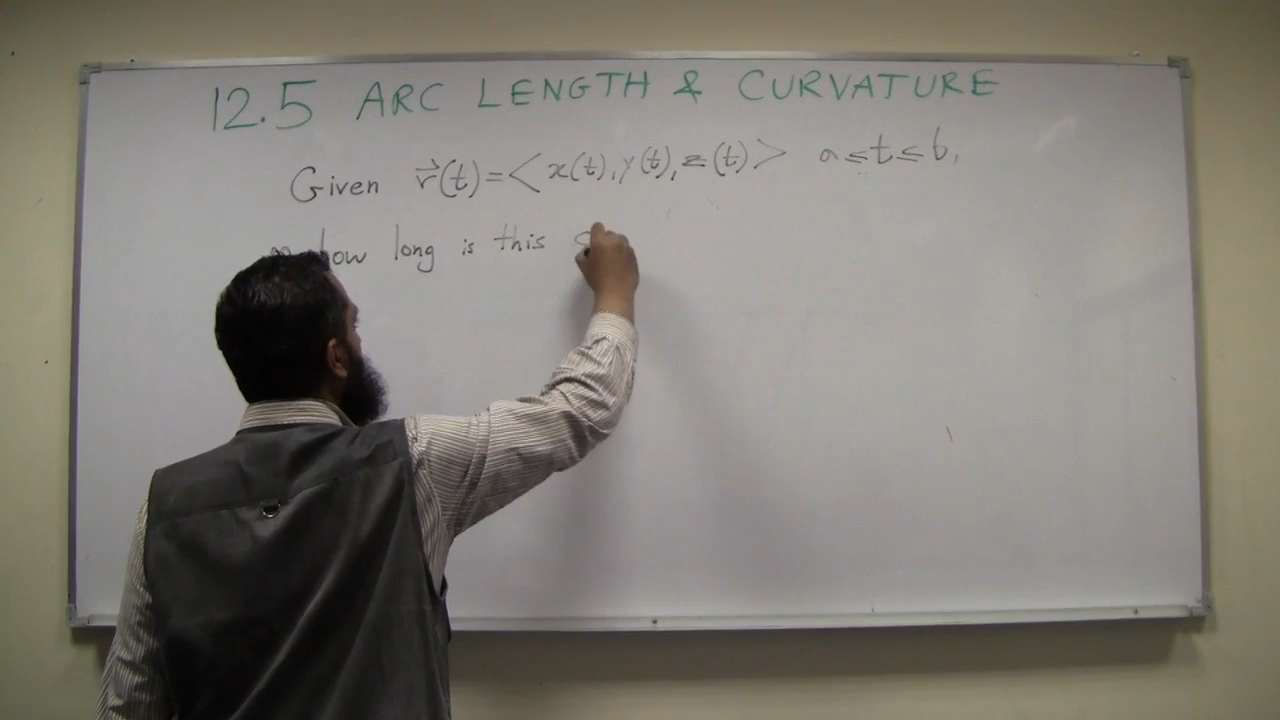 12.5 ARC LENGTH & CURVATURE
Given r⃗(t)=<x(t),y(t),z(t)> a≤t≤b,
how long is this